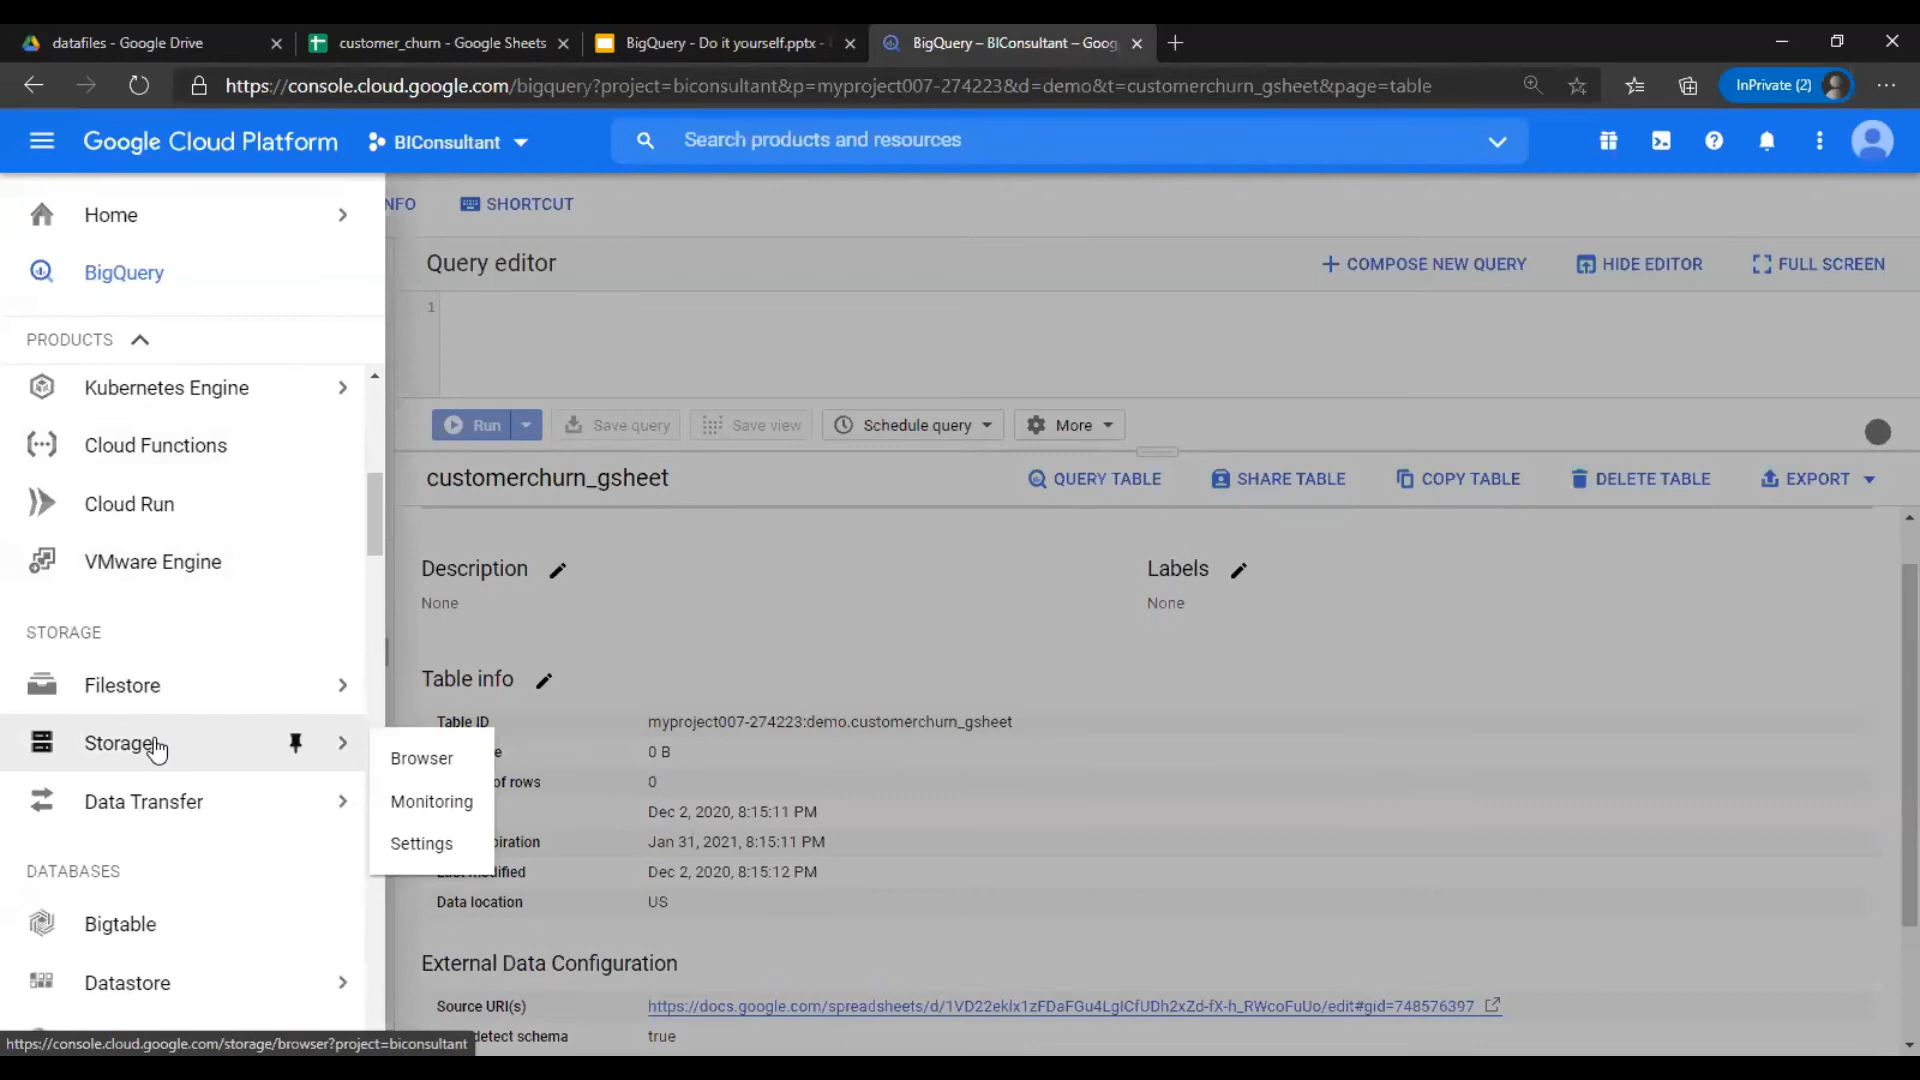 datafiles - Google Drive
customer_churn - Google Sheets
BigQuery - Do it yourself.pptx -
BigQuery – BIConsultant – Goog
https://console.cloud.google.com/bigquery?project=biconsultant&p=myproject007-274223&d=demo&t=customerchurn_gsheet&page=table
InPrivate (2)
Google Cloud Platform
BIConsultant
Search products and resources
Home
NFO
SHORTCUT
BigQuery
Query editor
COMPOSE NEW QUERY
HIDE EDITOR
FULL SCREEN
1
PRODUCTS
Kubernetes Engine
Cloud Functions
Run
Save query
Save view
Schedule query
More
customerchurn_gsheet
QUERY TABLE
SHARE TABLE
COPY TABLE
DELETE TABLE
EXPORT
Cloud Run
VMware Engine
Description
None
Labels
None
STORAGE
Filestore
Storage
Data Transfer
Browser
Monitoring
Settings
Table info
Table ID myproject007-274223:demo.customerchurn_gsheet
e 0 B
of rows 0
Dec 2, 2020, 8:15:11 PM
piration Jan 31, 2021, 8:15:11 PM
Last modified Dec 2, 2020, 8:15:12 PM
Data location US
DATABASES
Bigtable
Datastore
External Data Configuration
Source URI(s) https://docs.google.com/spreadsheets/d/1VD22eklx1zFDaFGu4LgICfUDh2xZd-fX-h_RWcoFuUo/edit#gid=748576397
detect schema true
https://console.cloud.google.com/storage/browser?project=biconsultant